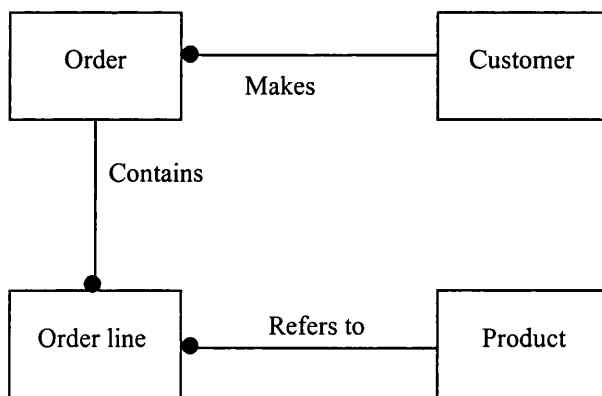 Order
Customer
Makes
Contains
Order line
Refers to
Product